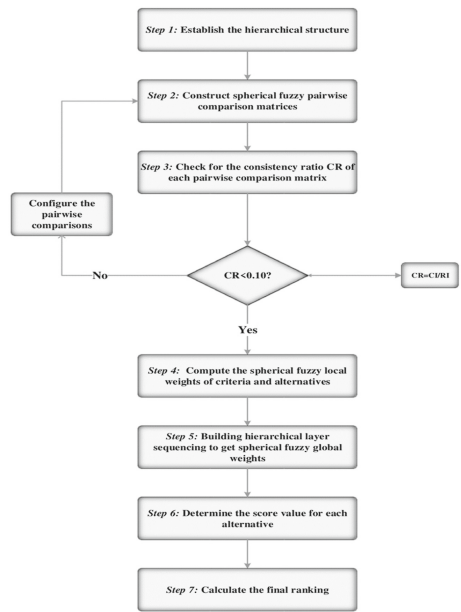 Step 1: Establish the hierarchical structure
Step 2: Construct spherical fuzzy pairwise
comparison matrices
Step 3: Check for the consistency ratio CR of
each pairwise comparison matrix
Configure the
pairwise
comparisons
CR<0.10?
No
CR=CI/RI
Yes
Step 4: Compute the spherical fuzzy local
weights of criteria and alternatives
Step 5: Building hierarchical layer
sequencing to get spherical fuzzy global
weights
Step 6: Determine the score value for each
alternative
Step 7: Calculate the final ranking